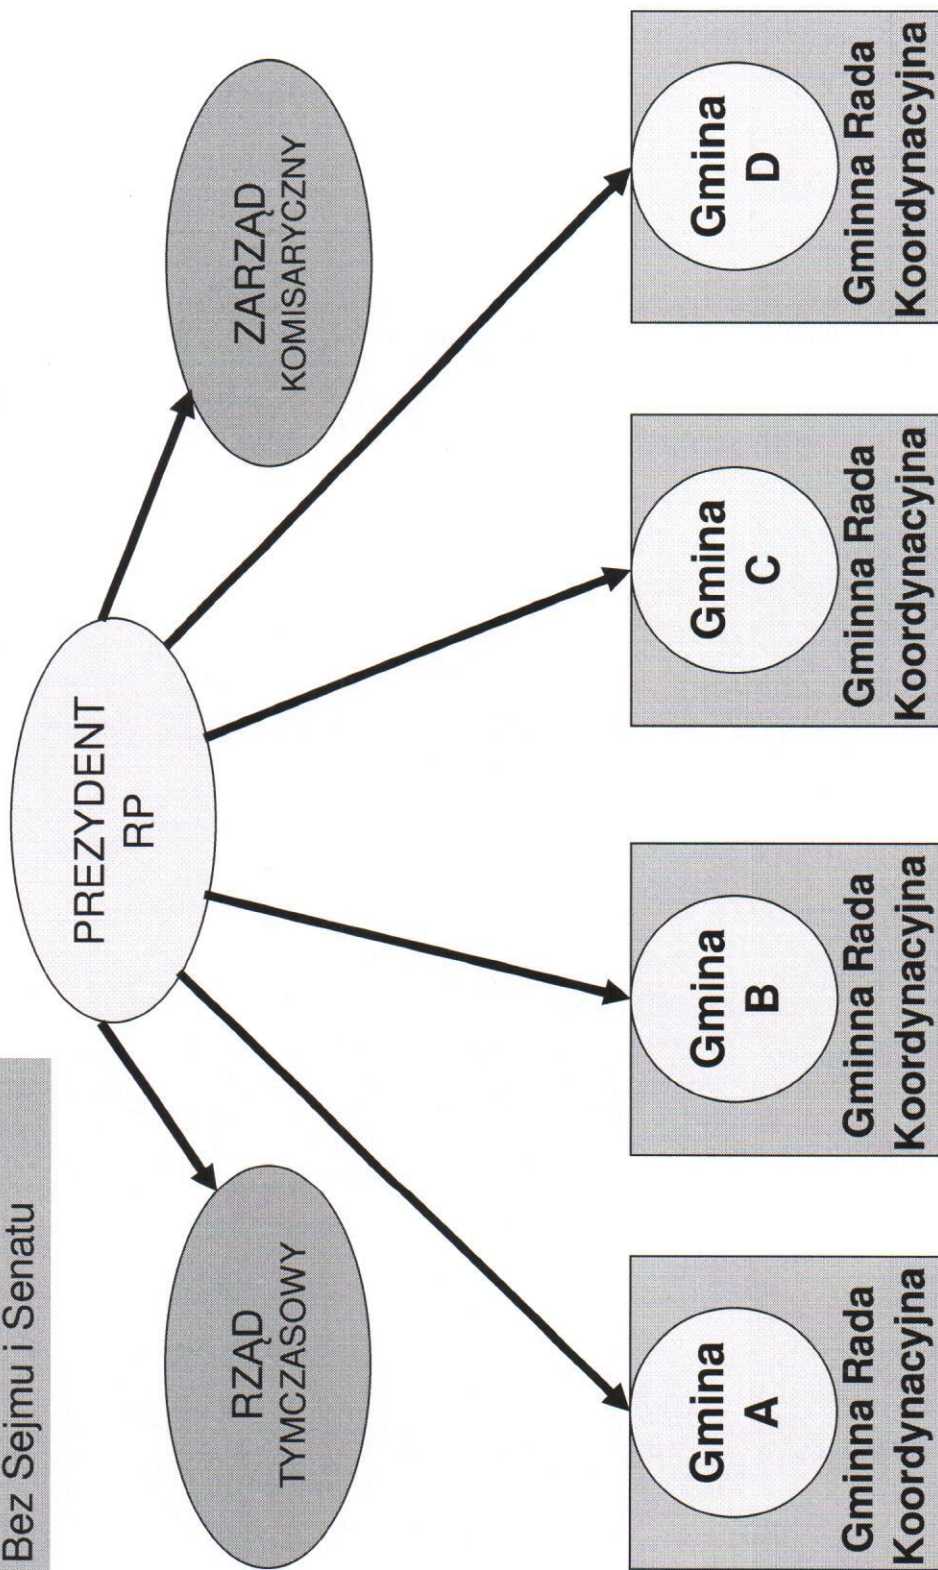 Bez Sejmu i Senatu
PREZYDENT
RP
RZĄD
TYMCZASOWY
ZARZĄD
KOMISARYCZNY
Gmina
A
Gminna Rada
Koordynacyjna
Gmina
B
Gminna Rada
Koordynacyjna
Gmina
C
Gminna Rada
Koordynacyjna
Gmina
D
Gminna Rada
Koordynacyjna